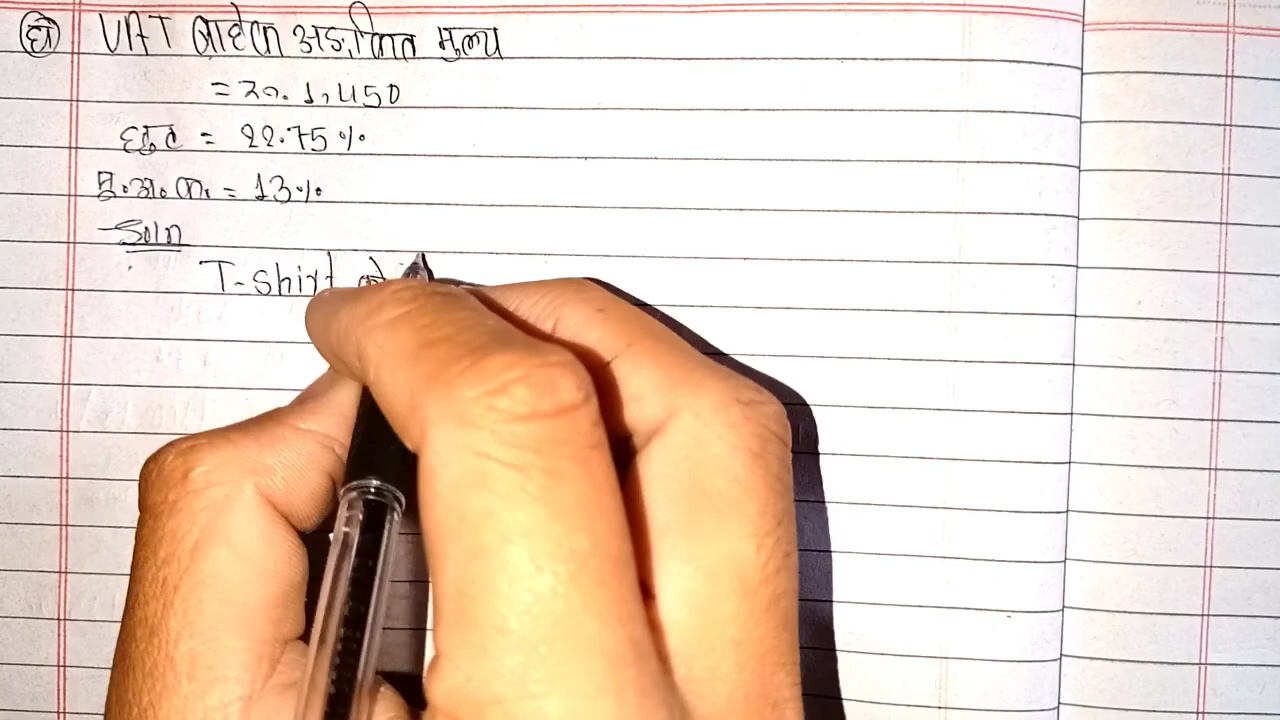 (घ) VAT बाहेक अङ्कित मुल्य
= रु. 1,450
छुट = 22.75%
मु.अ.क. = 13%
Soln
T-shirt को